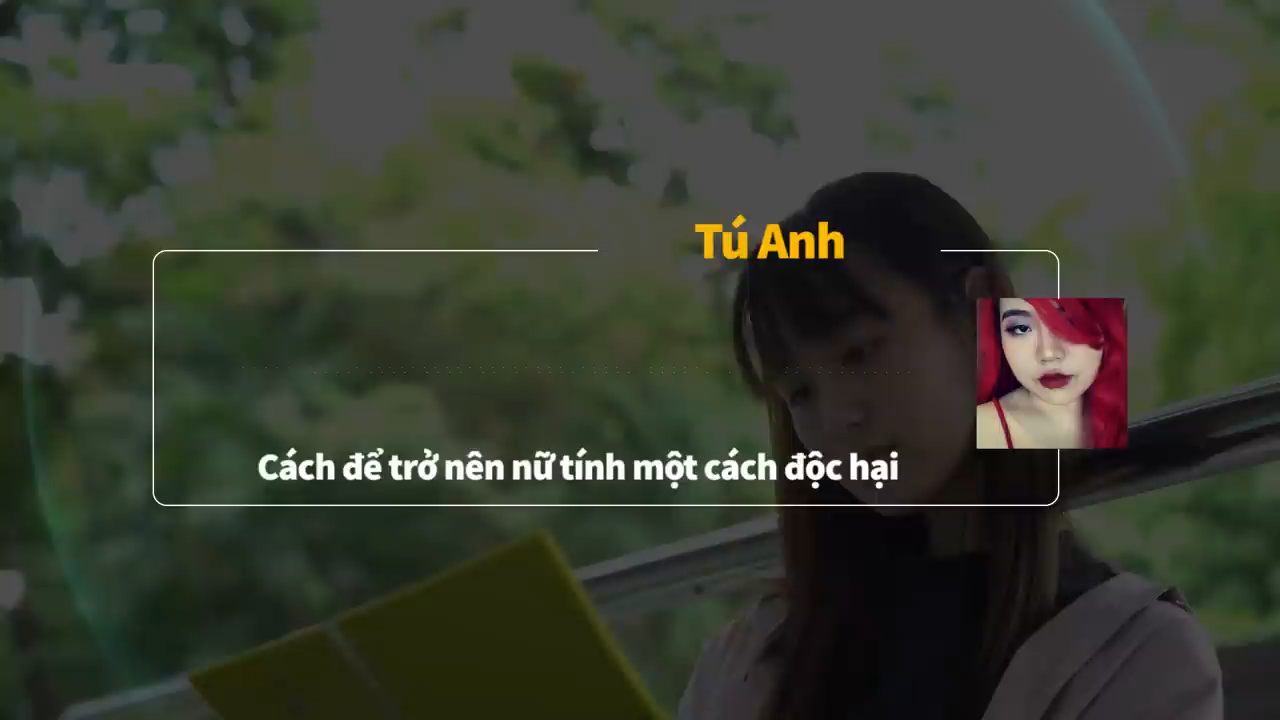 Tú Anh
Cách để trở nên nữ tính một cách độc hại